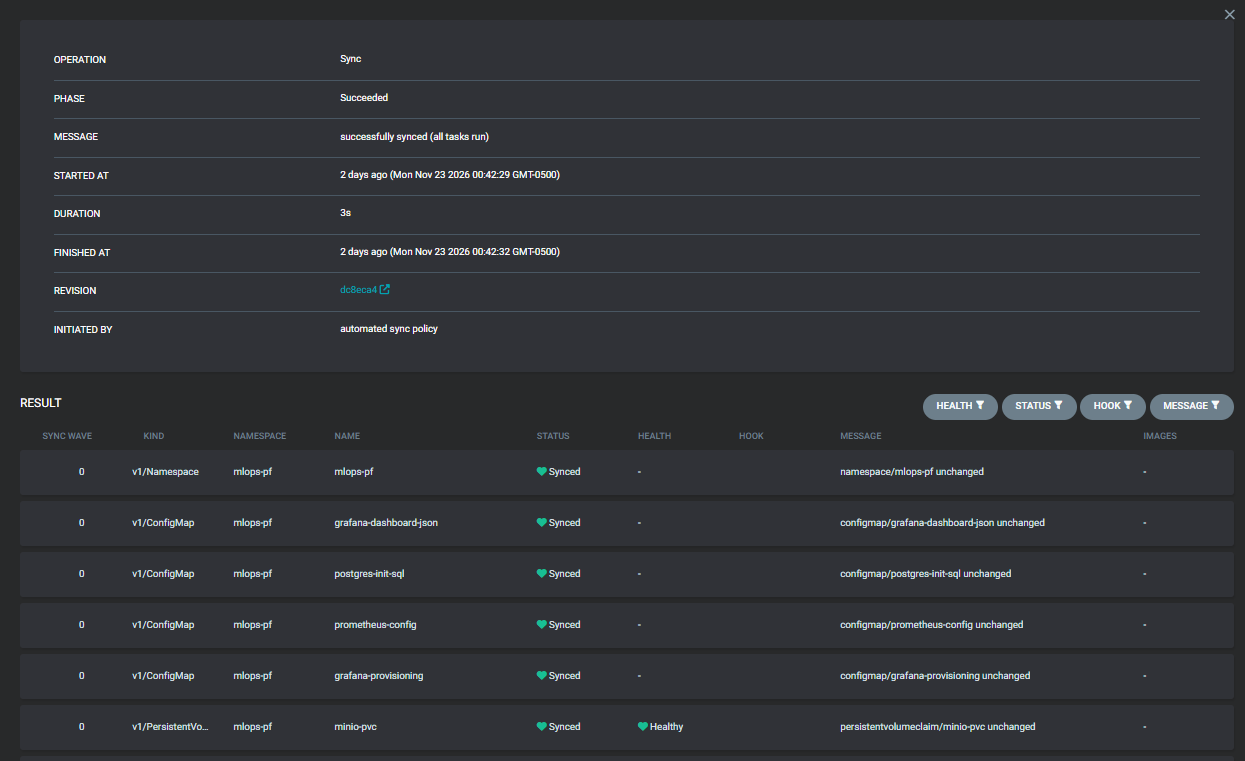 OPERATION Sync
PHASE Succeeded
MESSAGE successfully synced (all tasks run)
STARTED AT 2 days ago (Mon Nov 23 2026 00:42:29 GMT-0500)
DURATION 3s
FINISHED AT 2 days ago (Mon Nov 23 2026 00:42:32 GMT-0500)
REVISION dc8eca4
INITIATED BY automated sync policy
RESULT HEALTH STATUS HOOK MESSAGE
SYNC WAVE KIND NAMESPACE NAME STATUS HEALTH HOOK MESSAGE IMAGES
0 v1/Namespace mlops-pf mlops-pf Synced - namespace/mlops-pf unchanged -
0 v1/ConfigMap mlops-pf grafana-dashboard-json Synced - configmap/grafana-dashboard-json unchanged -
0 v1/ConfigMap mlops-pf postgres-init-sql Synced - configmap/postgres-init-sql unchanged -
0 v1/ConfigMap mlops-pf prometheus-config Synced - configmap/prometheus-config unchanged -
0 v1/ConfigMap mlops-pf grafana-provisioning Synced - configmap/grafana-provisioning unchanged -
0 v1/PersistentVo... mlops-pf minio-pvc Synced Healthy persistentvolumeclaim/minio-pvc unchanged -